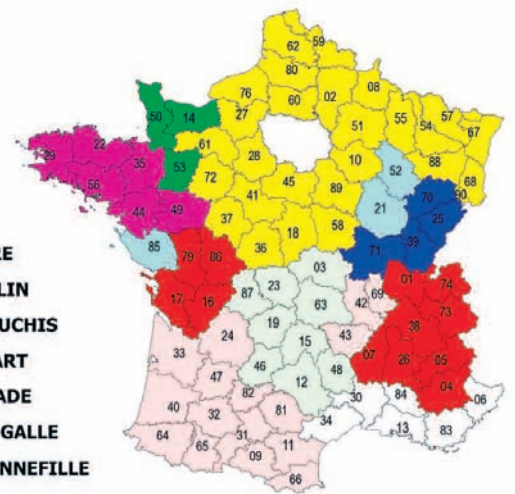 62 59
80
76 60 02 08
50 14 27 51 55 54 57 67
29 22 35 53 61 28 10 52 88 68
56 72 41 45 89 21 70 90 25
44 49 37 18 58 71 39
85 79 86 36 03 01 74
17 16 87 23 63 42 69 73
33 24 19 15 43 38
47 46 48 07 26 05
40 32 82 12 30 84 04 06
64 65 31 81 34 13 83
09 11
66
RE
LIN
UCHIS
ART
ADE
GALLE
NNEFILLE